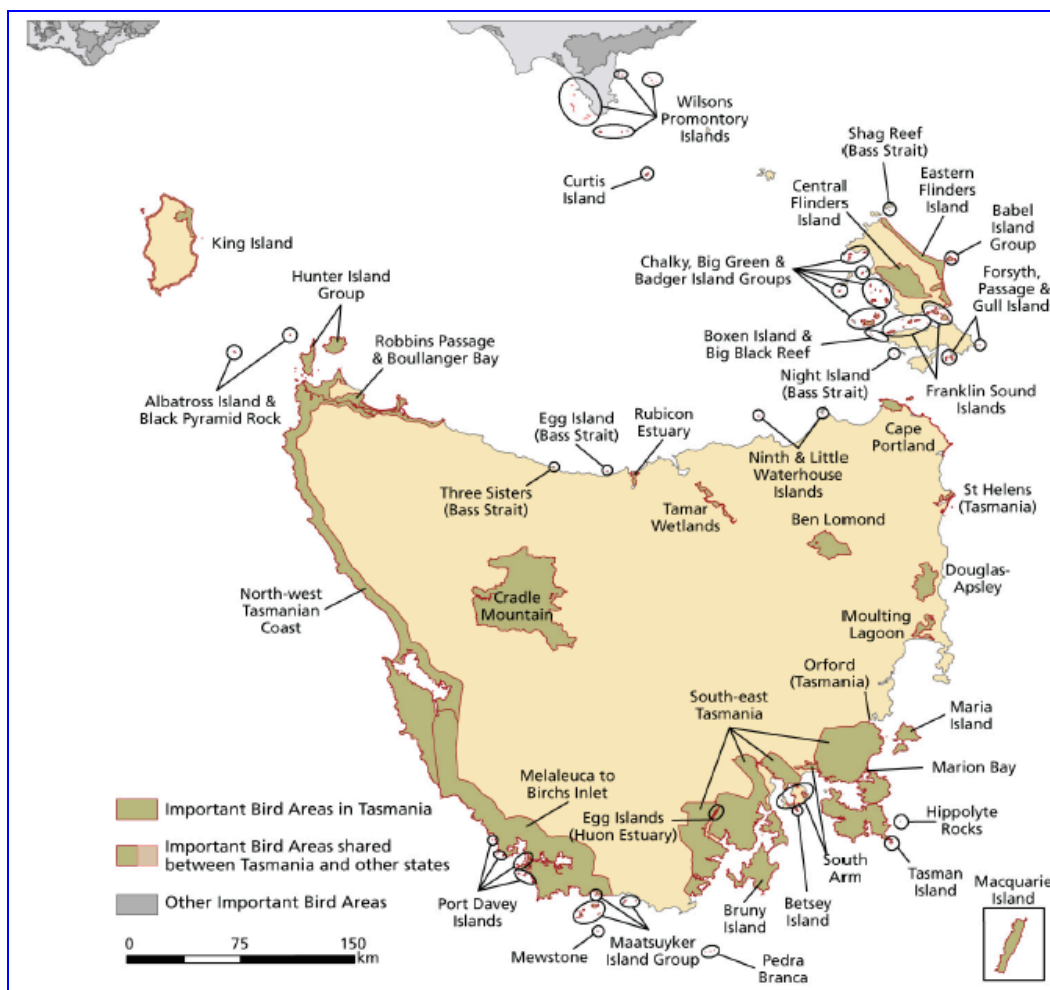 Wilsons
Promontory
Islands
Shag Reef
(Bass Strait)
Eastern
Flinders
Island
Central
Flinders
Island
Curtis
Island
Babel
Island
Group
King Island
Chalky, Big Green &
Badger Island Groups
Forsyth,
Passage &
Gull Island
Hunter Island
Group
Robbins Passage
& Boullanger Bay
Boxen Island &
Big Black Reef
Night Island
(Bass Strait)
Franklin Sound
Islands
Albatross Island &
Black Pyramid Rock
Egg Island
(Bass Strait)
Rubicon
Estuary
Cape
Portland
Ninth & Little
Waterhouse
Islands
Three Sisters
(Bass Strait)
Tamar
Wetlands
St Helens
(Tasmania)
Ben Lomond
Douglas-
Apsley
North-west
Tasmanian
Coast
Cradle
Mountain
Moulting
Lagoon
Orford
(Tasmania)
South-east
Tasmania
Maria
Island
Marion Bay
Melaleuca to
Birchs Inlet
Egg Islands
(Huon Estuary)
Hippolyte
Rocks
South
Arm
Tasman
Island
Macquarie
Island
Port Davey
Islands
Bruny
Island
Betsey
Island
Mewstone
Maatsuyker
Island Group
Pedra
Branca
Important Bird Areas in Tasmania
Important Bird Areas shared
between Tasmania and other states
Other Important Bird Areas
0 75 150
km